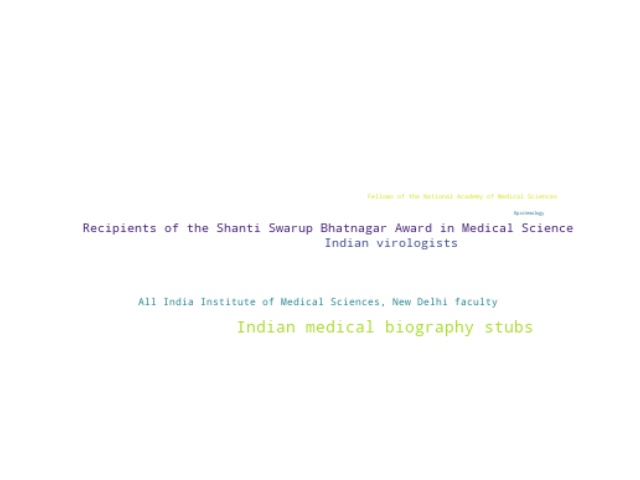 Fellows of the National Academy of Medical Sciences
Epistemology
Recipients of the Shanti Swarup Bhatnagar Award in Medical Science
Indian virologists
All India Institute of Medical Sciences, New Delhi faculty
Indian medical biography stubs